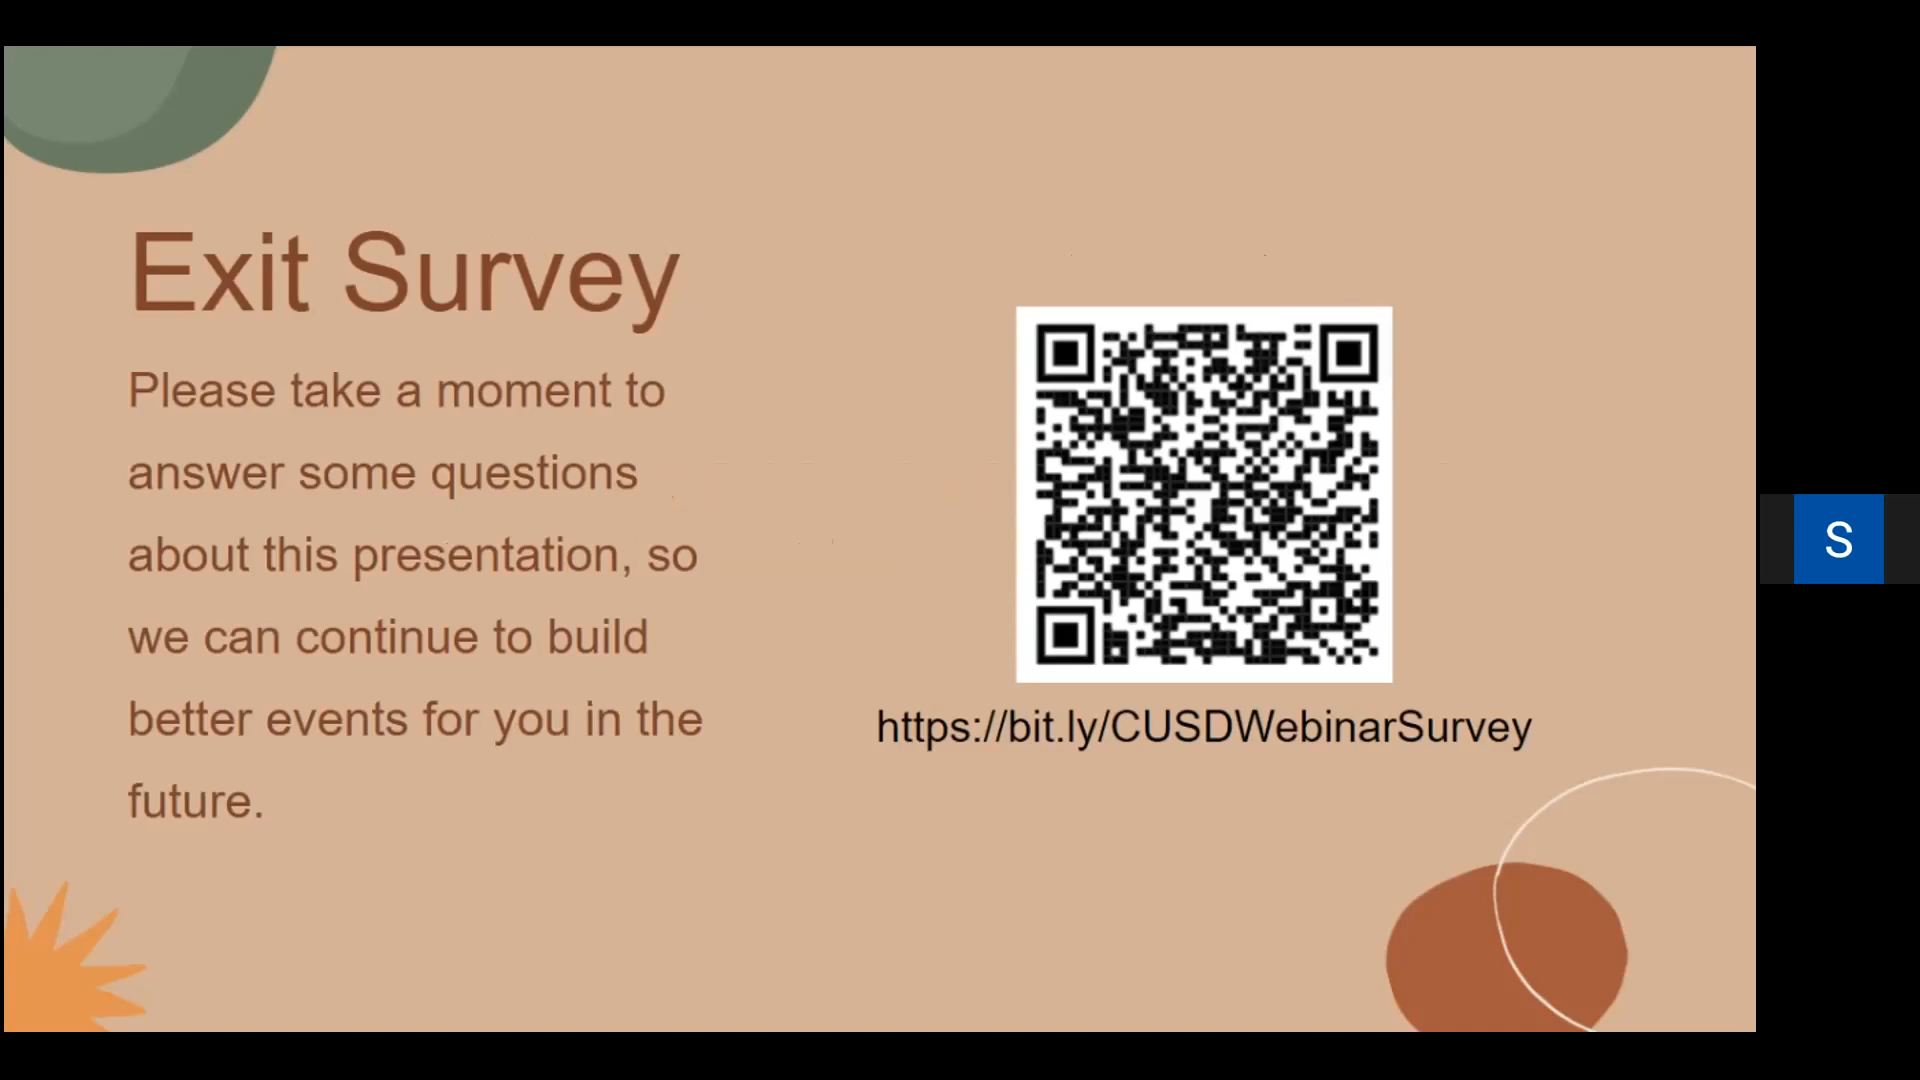 Exit Survey
Please take a moment to
answer some questions
about this presentation, so
we can continue to build
better events for you in the
future.
https://bit.ly/CUSDWebinarSurvey
S